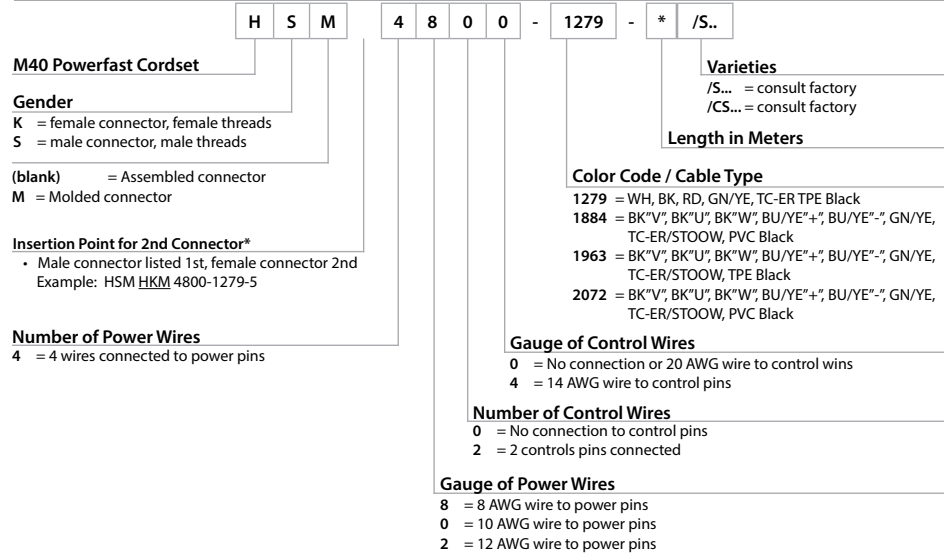 H S M 4 8 0 0 - 1279 - * /S..
M40 Powerfast Cordset
Gender
K = female connector, female threads
S = male connector, male threads
(blank) = Assembled connector
M = Molded connector
Insertion Point for 2nd Connector*
• Male connector listed 1st, female connector 2nd
Example: HSM HKM 4800-1279-5
Number of Power Wires
4 = 4 wires connected to power pins
Varieties
/S... = consult factory
/CS... = consult factory
Length in Meters
Color Code / Cable Type
1279 = WH, BK, RD, GN/YE, TC-ER TPE Black
1884 = BK"V", BK"U", BK"W", BU/YE"+", BU/YE"-", GN/YE,
TC-ER/STOOW, PVC Black
1963 = BK"V", BK"U", BK"W", BU/YE"+", BU/YE"-", GN/YE,
TC-ER/STOOW, TPE Black
2072 = BK"V", BK"U", BK"W", BU/YE"+", BU/YE"-", GN/YE,
TC-ER/STOOW, PVC Black
Gauge of Control Wires
0 = No connection or 20 AWG wire to control wins
4 = 14 AWG wire to control pins
Number of Control Wires
0 = No connection to control pins
2 = 2 controls pins connected
Gauge of Power Wires
8 = 8 AWG wire to power pins
0 = 10 AWG wire to power pins
2 = 12 AWG wire to power pins